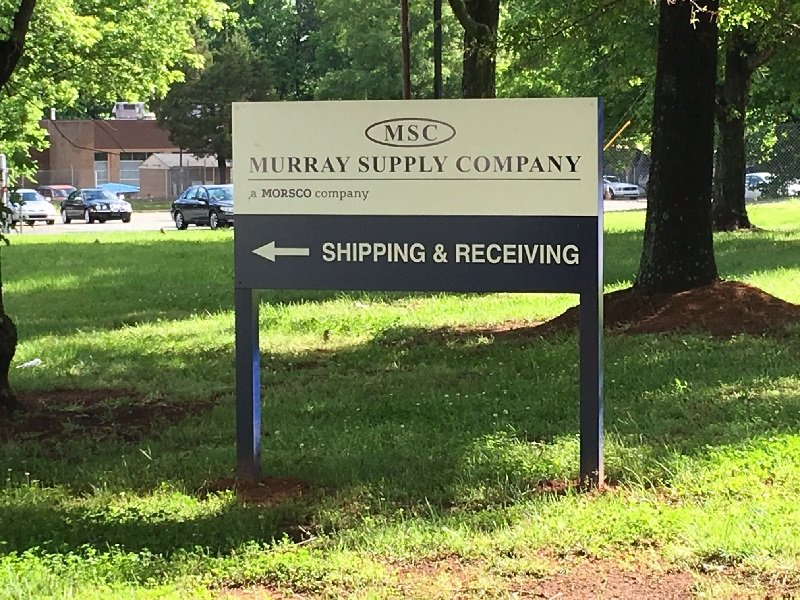 MSC
MURRAY SUPPLY COMPANY
a MORSCO company
SHIPPING & RECEIVING